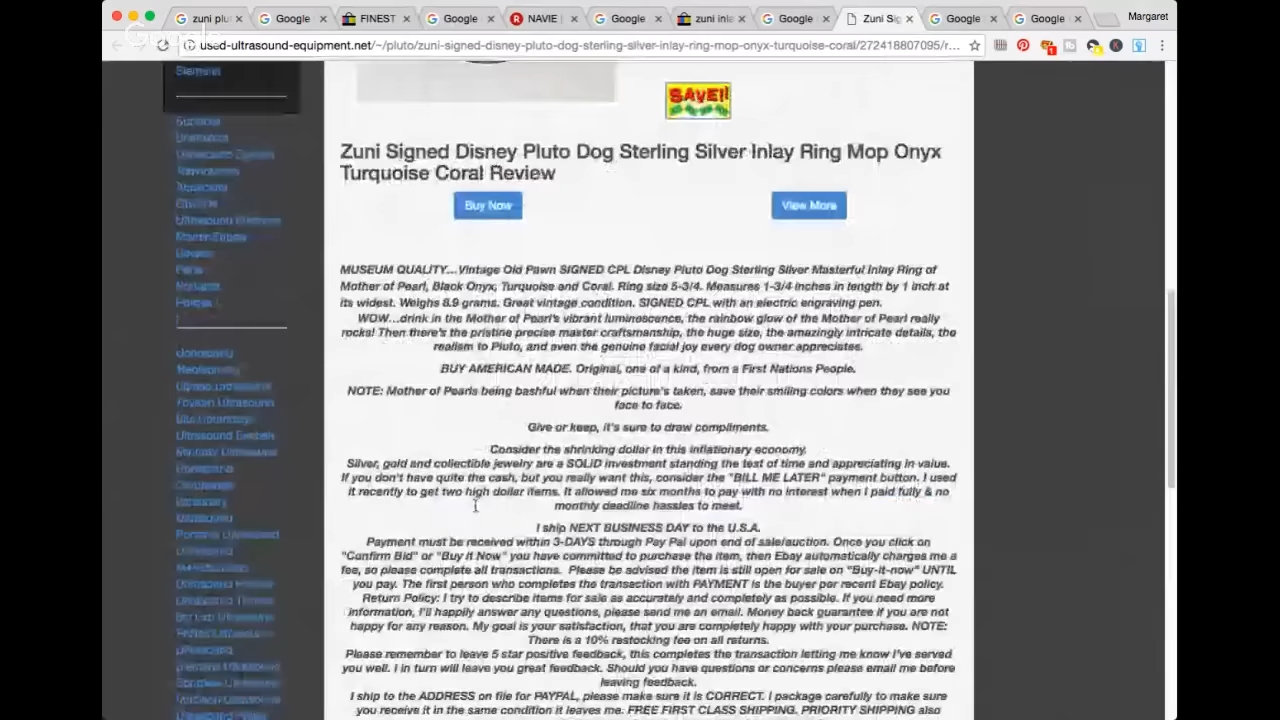 zuni plu
Google
FINEST
Google
NAVIE
Google
zuni inla
Google
Zuni Sig
Google
Google
Margaret
Google
used-ultrasound-equipment.net/~/pluto/zuni-signed-disney-pluto-dog-sterling-silver-inlay-ring-mop-onyx-turquoise-coral/272418807095/r...
Siemens
SAVE!!
Zuni Signed Disney Pluto Dog Sterling Silver Inlay Ring Mop Onyx
Turquoise Coral Review
Buy Now
View More
MUSEUM QUALITY...Vintage Old Pawn SIGNED CPL Disney Pluto Dog Sterling Silver Masterful Inlay Ring of
Mother of Pearl, Black Onyx, Turquoise and Coral. Ring size 5-3/4. Measures 1-3/4 inches in length by 1 inch at
its widest. Weighs 8.9 grams. Great vintage condition. SIGNED CPL with an electric engraving pen.
WOW...drink in the Mother of Pearl's vibrant luminescence, the rainbow glow of the Mother of Pearl really
rocks! Then there's the pristine precise master craftsmanship, the huge size, the amazingly intricate details, the
realism to Pluto, and even the genuine facial joy every dog owner appreciates.
BUY AMERICAN MADE. Original, one of a kind, from a First Nations People.
NOTE: Mother of Pearls being bashful when their picture's taken, save their smiling colors when they see you
face to face.
Give or keep, it's sure to draw compliments.
Consider the shrinking dollar in this inflationary economy.
Silver, gold and collectible jewelry are a SOLID investment standing the test of time and appreciating in value.
If you don't have quite the cash, but you really want this, consider the "BILL ME LATER" payment button. I used
it recently to get two high dollar items. It allowed me six months to pay with no interest when I paid fully & no
monthly deadline hassles to meet.
I ship NEXT BUSINESS DAY to the U.S.A.
Payment must be received within 3-DAYS through Pay Pal upon end of sale/auction. Once you click on
"Confirm Bid" or "Buy it Now" you have committed to purchase the item, then Ebay automatically charges me a
fee, so please complete all transactions. Please be advised the item is still open for sale on "Buy-it-now" UNTIL
you pay. The first person who completes the transaction with PAYMENT is the buyer per recent Ebay policy.
Return Policy: I try to describe items for sale as accurately and completely as possible. If you need more
information, I'll happily answer any questions, please send me an email. Money back guarantee if you are not
happy for any reason. My goal is your satisfaction, that you are completely happy with your purchase. NOTE:
There is a 10% restocking fee on all returns.
Please remember to leave 5 star positive feedback, this completes the transaction letting me know I've served
you well. I in turn will leave you great feedback. Should you have questions or concerns please email me before
leaving feedback.
I ship to the ADDRESS on file for PAYPAL, please make sure it is CORRECT. I package carefully to make sure
you receive it in the same condition it leaves me. FREE FIRST CLASS SHIPPING. PRIORITY SHIPPING also